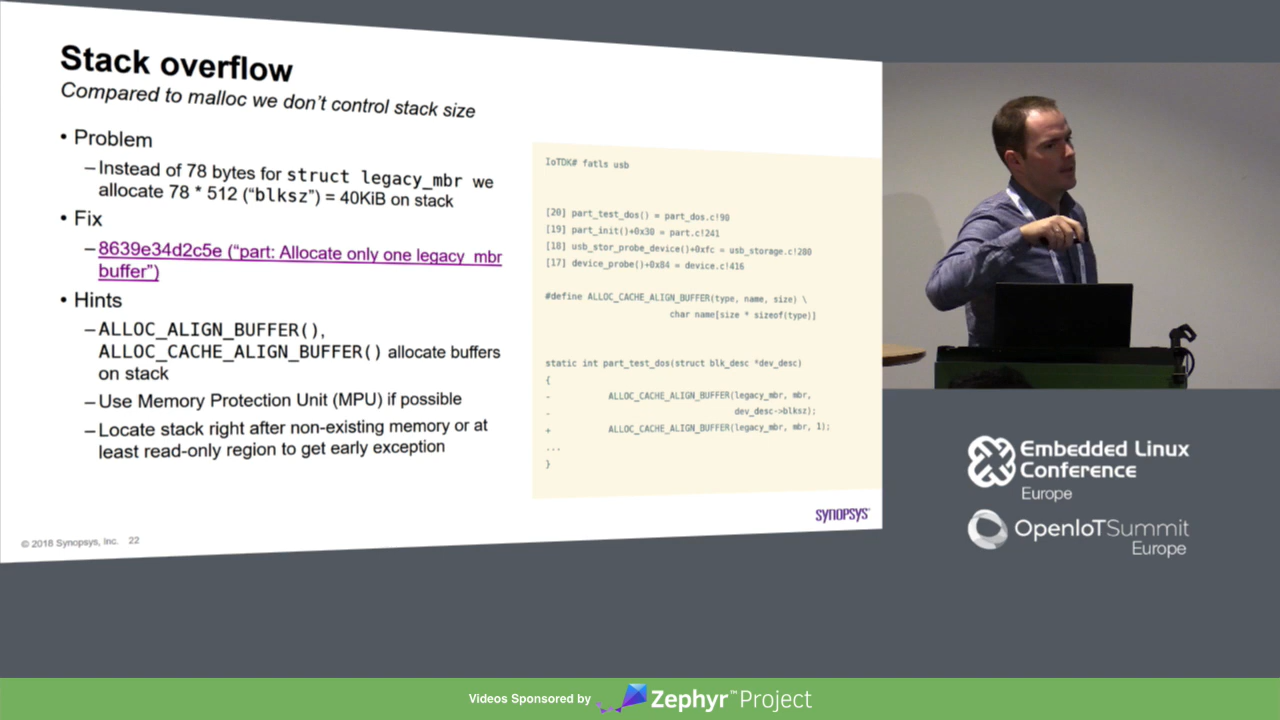 Stack overflow
Compared to malloc we don't control stack size
• Problem
–Instead of 78 bytes for struct legacy_mbr we
allocate 78 * 512 ("blksz") = 40KiB on stack
• Fix
–8639e34d2c5e ("part: Allocate only one legacy_mbr
buffer")
• Hints
–ALLOC_ALIGN_BUFFER(),
ALLOC_CACHE_ALIGN_BUFFER() allocate buffers
on stack
–Use Memory Protection Unit (MPU) if possible
–Locate stack right after non-existing memory or at
least read-only region to get early exception
IoTDK# fatls usb
[20] part_test_dos() = part_dos.c!90
[19] part_init()+0x30 = part.c!241
[18] usb_stor_probe_device()+0xfc = usb_storage.c!280
[17] device_probe()+0x84 = device.c!416
#define ALLOC_CACHE_ALIGN_BUFFER(type, name, size) \
char name[size * sizeof(type)]
static int part_test_dos(struct blk_desc *dev_desc)
{
- ALLOC_CACHE_ALIGN_BUFFER(legacy_mbr, mbr,
- dev_desc->blksz);
+ ALLOC_CACHE_ALIGN_BUFFER(legacy_mbr, mbr, 1);
...
}
SYNOPSYS
© 2018 Synopsys, Inc. 22
Embedded Linux
Conference
Europe
OpenIoTSummit
Europe
Videos Sponsored by Zephyr™Project